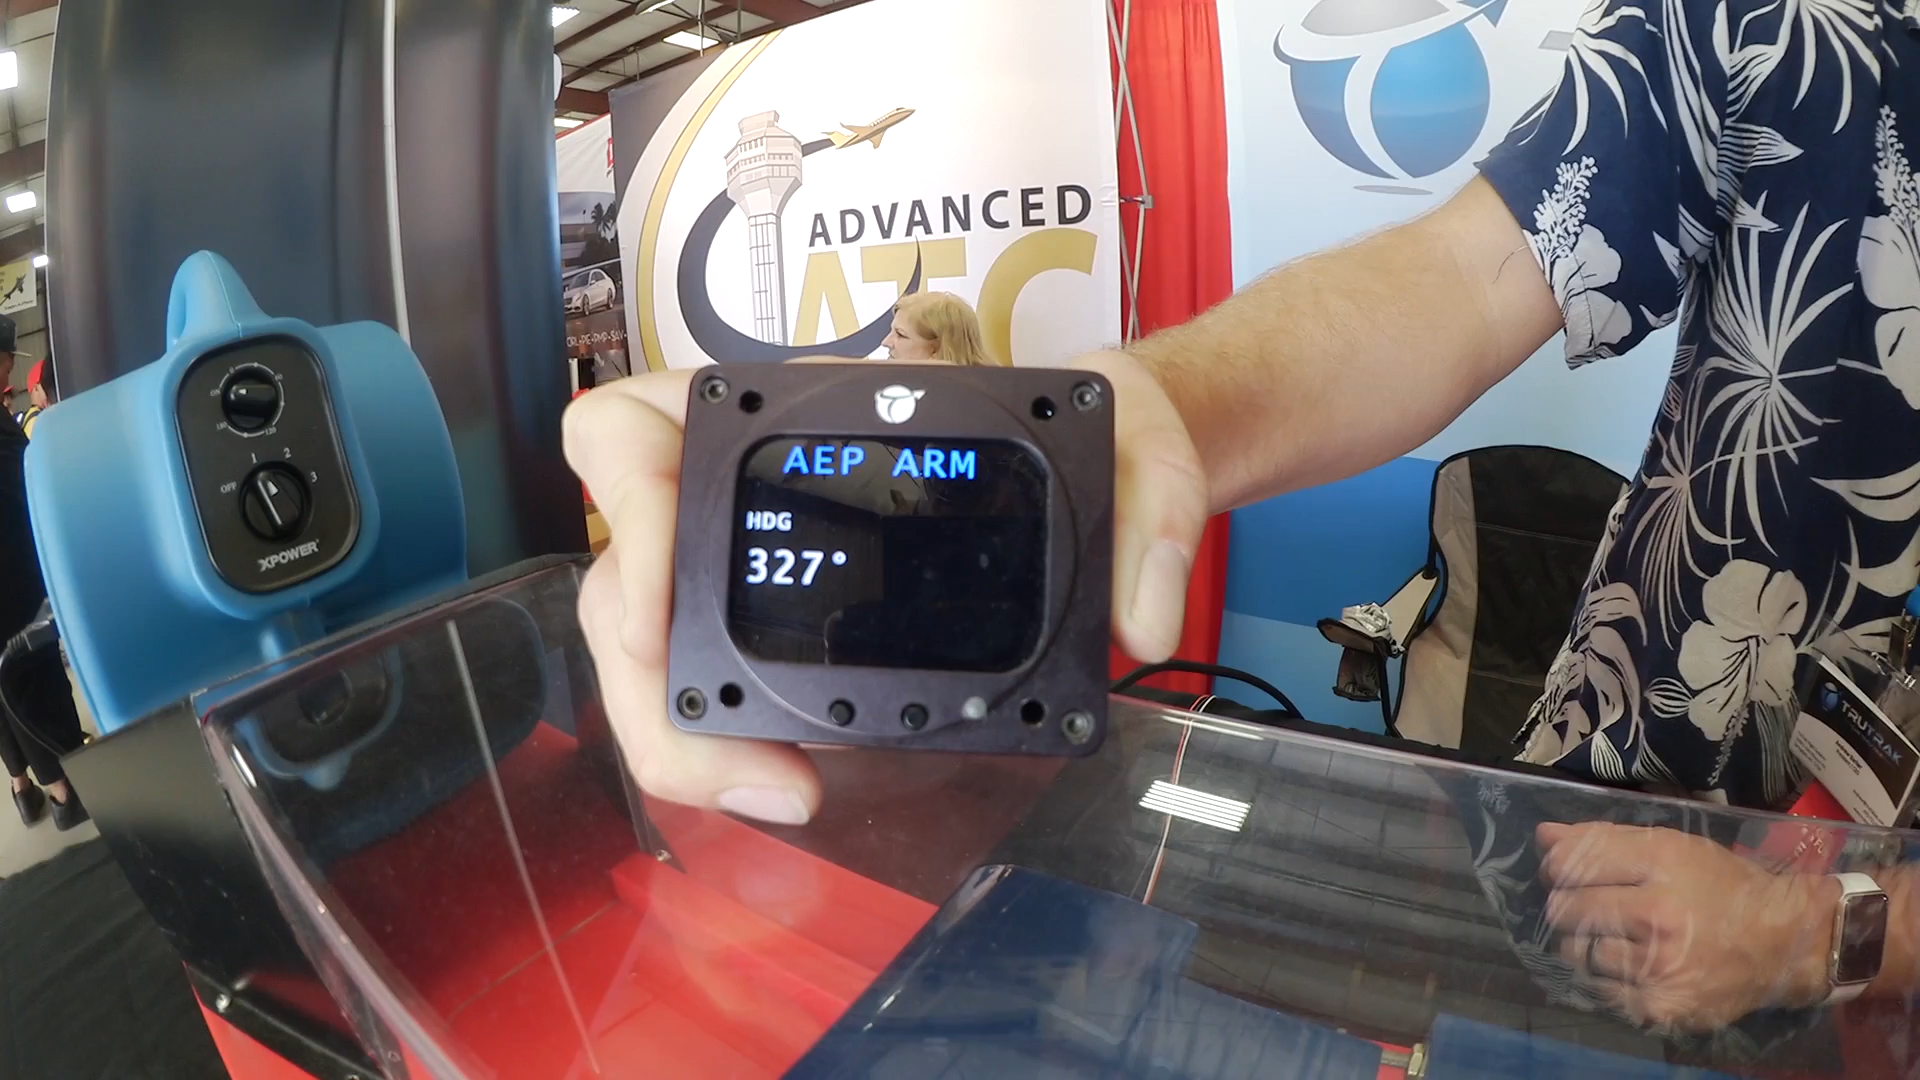 ADVANCED
ATC
AEP ARM
HDG
327°
OFF
1
2
3
XPOWER
TRUTRAK